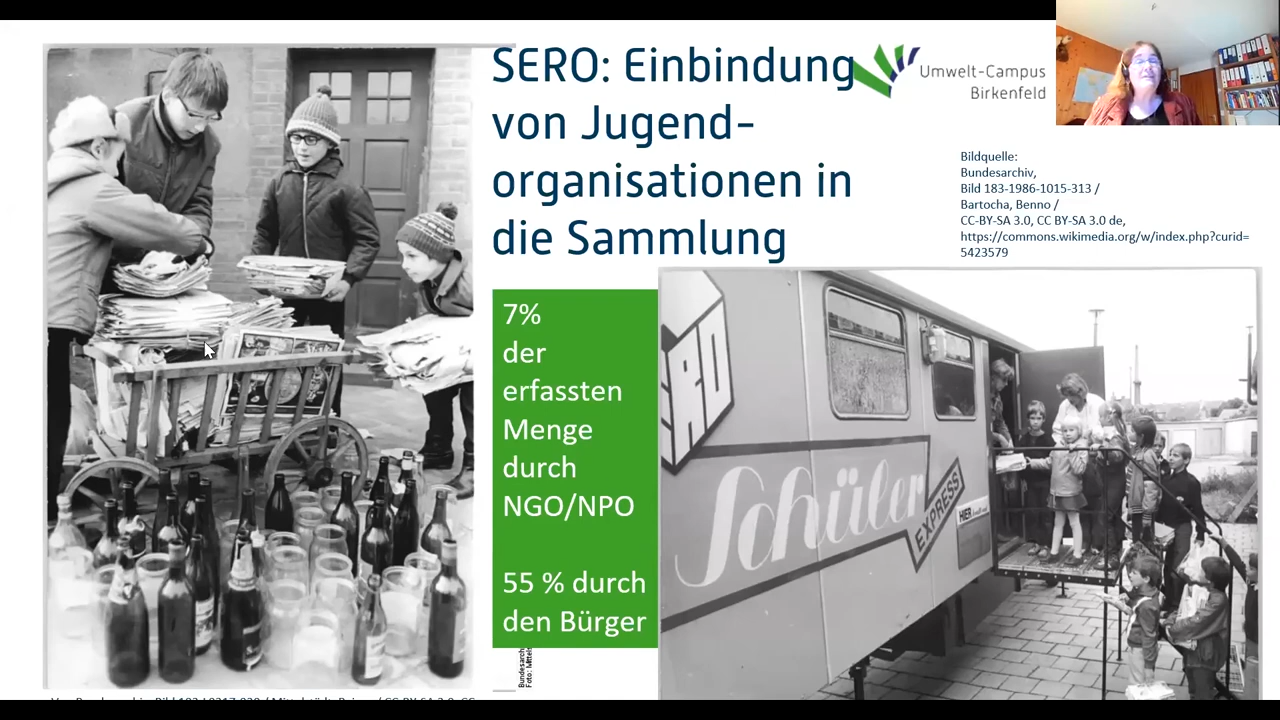 SERO: Einbindung
von Jugend-
organisationen in
die Sammlung
Umwelt-Campus
Birkenfeld
Bildquelle:
Bundesarchiv,
Bild 183-1986-1015-313 /
Bartocha, Benno /
CC-BY-SA 3.0, CC BY-SA 3.0 de,
https://commons.wikimedia.org/w/index.php?curid=
5423579
7%
der
erfassten
Menge
durch
NGO/NPO
55 % durch
den Bürger
Schüler
EXPRESS
HIER